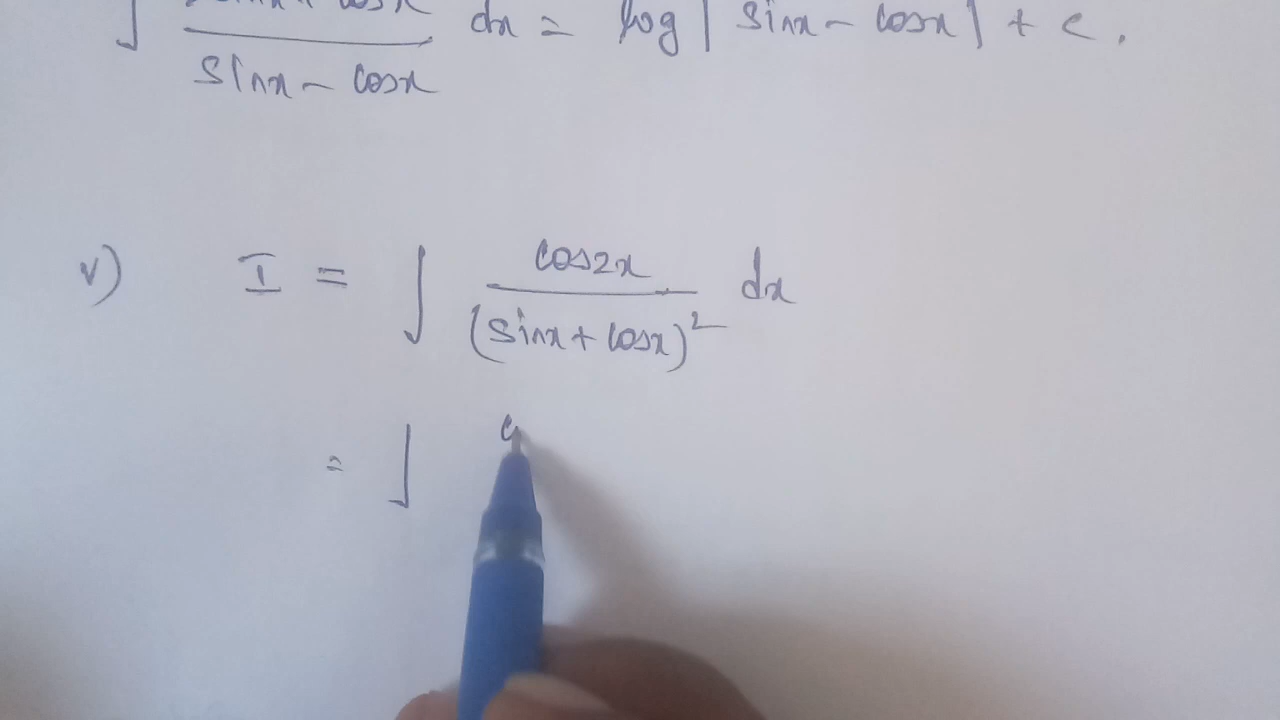 ∫ dx = log | sinx - cosx | + c.
sinx - cosx
v) I = ∫ cos2x / (sinx + cosx)² dx
= ∫ c